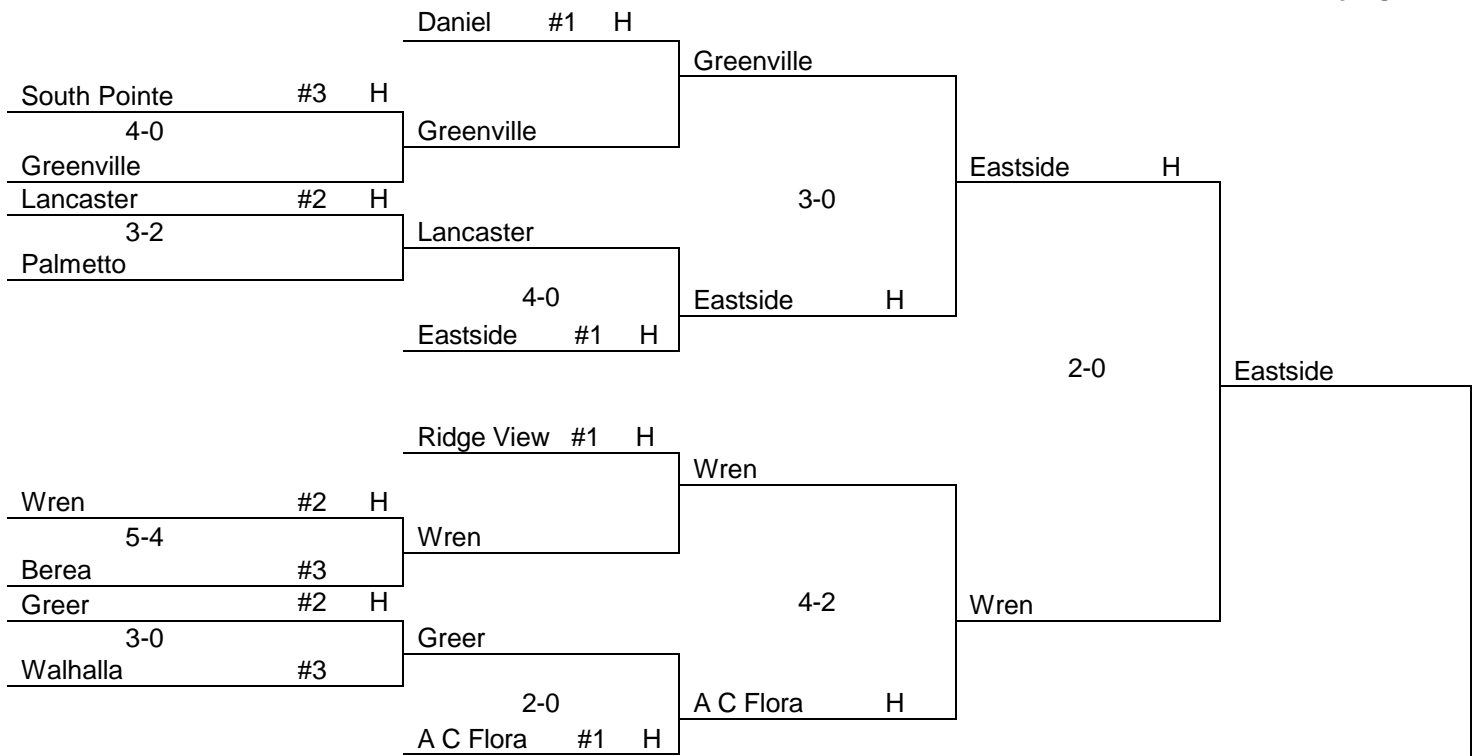 Daniel #1 H
Greenville
South Pointe #3 H
4-0
Greenville
Greenville
Eastside H
Lancaster #2 H
3-0
3-2
Lancaster
Palmetto
4-0
Eastside H
Eastside #1 H
2-0
Eastside
Ridge View #1 H
Wren
Wren #2 H
5-4
Wren
Berea #3
Greer #2 H
4-2
Wren
3-0
Greer
Walhalla #3
2-0
A C Flora H
A C Flora #1 H